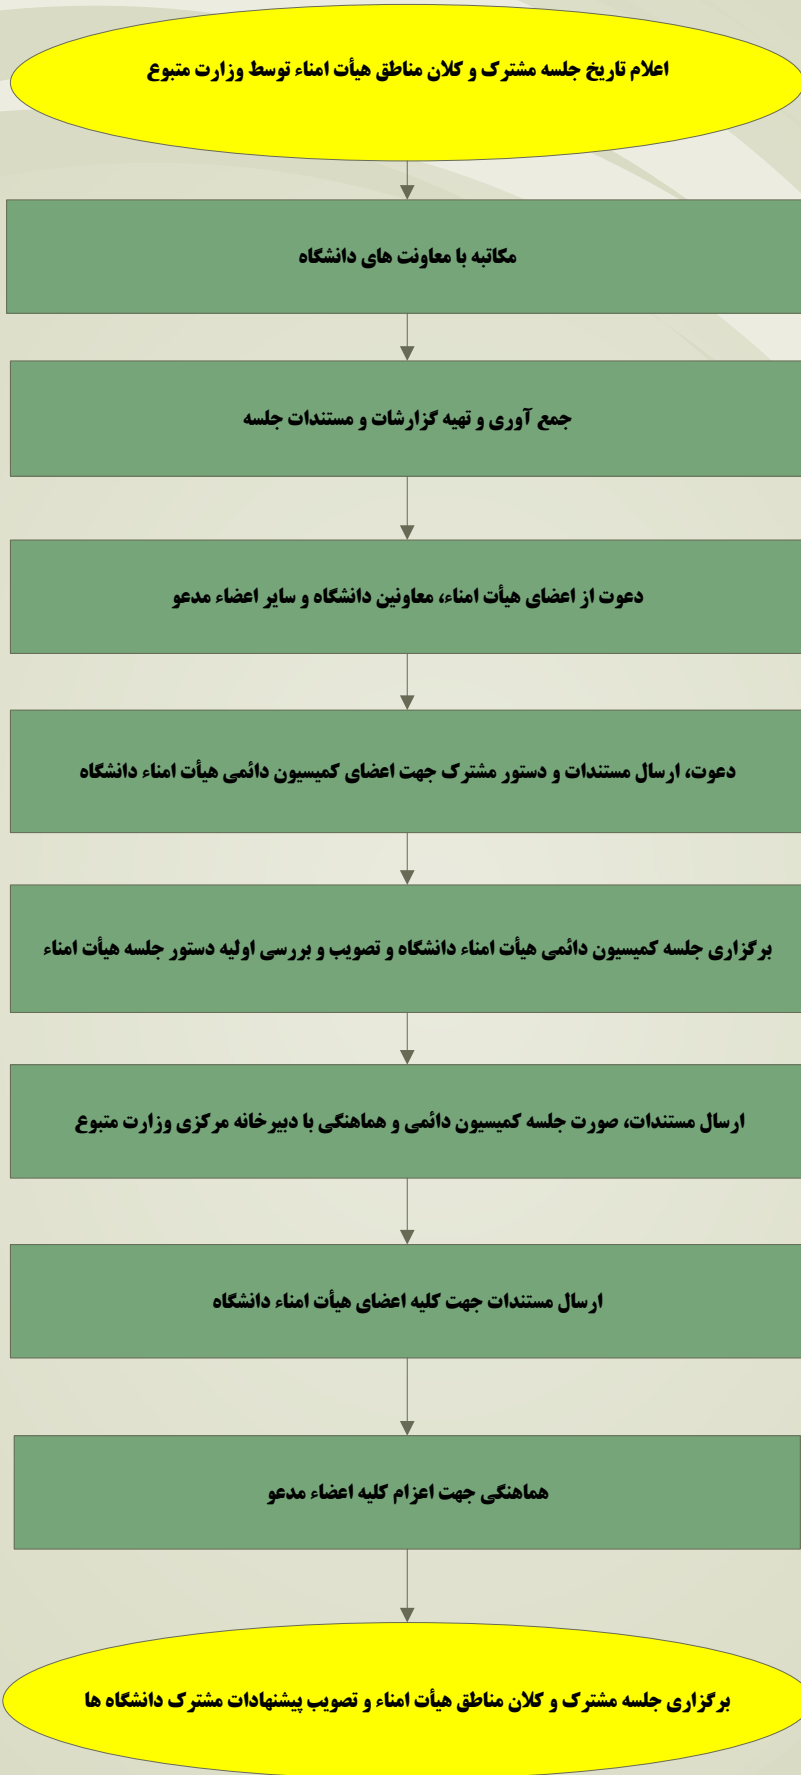 اعلام تاریخ جلسه مشترک و کلان مناطق هیأت امناء توسط وزارت متبوع
مکاتبه با معاونت های دانشگاه
جمع آوری و تهیه گزارشات و مستندات جلسه
دعوت از اعضای هیأت امناء، معاونین دانشگاه و سایر اعضاء مدعو
دعوت، ارسال مستندات و دستور مشترک جهت اعضای کمیسیون دائمی هیأت امناء دانشگاه
برگزاری جلسه کمیسیون دائمی هیأت امناء دانشگاه و تصویب و بررسی اولیه دستور جلسه هیأت امناء
ارسال مستندات، صورت جلسه کمیسیون دائمی و هماهنگی با دبیرخانه مرکزی وزارت متبوع
ارسال مستندات جهت کلیه اعضای هیأت امناء دانشگاه
هماهنگی جهت اعزام کلیه اعضاء مدعو
برگزاری جلسه مشترک و کلان مناطق هیأت امناء و تصویب پیشنهادات مشترک دانشگاه ها